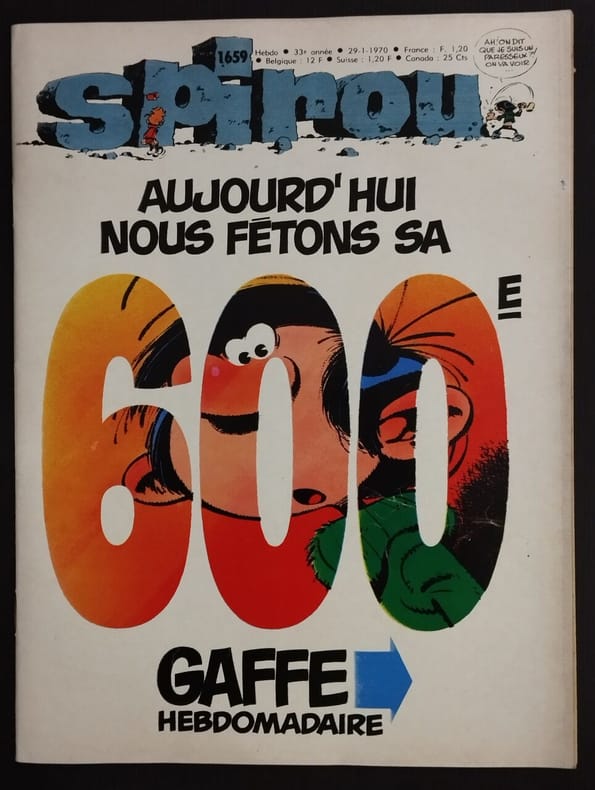 1659
Hebdo • 33e année • 29-1-1970 • France : F. 1,20
• Belgique : 12 F • Suisse : 1,20 F • Canada : 25 Cts
AH! ON DIT
QUE JE SUIS UN
PARESSEUX?
ON VA VOIR
...
spirou
AUJOURD'HUI
NOUS FÊTONS SA
600E
GAFFE
HEBDOMADAIRE